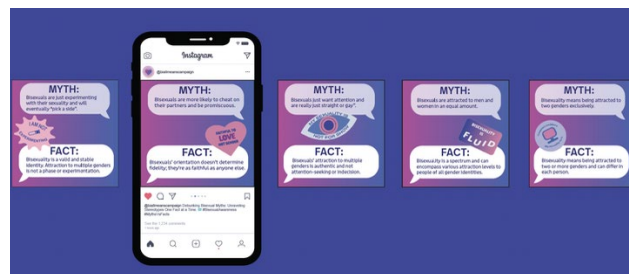 MYTH:
Bisexuals are just experimenting
with their sexuality and will
eventually "pick a side".
FACT:
Bisexuality is a valid and stable
identity. Attraction to multiple genders
is not a phase or experimentation.
Instagram
MYTH:
Bisexuals are more likely to cheat on
their partners and be promiscuous.
LOVE
FACT:
Bisexuals' orientation doesn't determine
fidelity; they're as faithful as anyone else.
MYTH:
Bisexuals just want attention and
are really just straight or gay".
FACT:
Bisexuals' attraction to multiple
genders is authentic and not
attention-seeking or indecision.
MYTH:
Bisexuals are attracted to men and
women in an equal amount.
BISEXUALITY
IS
FLUID
FACT:
Bisexuality is a spectrum and can
encompass various attraction levels to
people of all gender identities.
MYTH:
Bisexuality means being attracted to
two genders exclusively.
FACT:
Bisexuality means being attracted to
two or more genders and can differ in
each person.